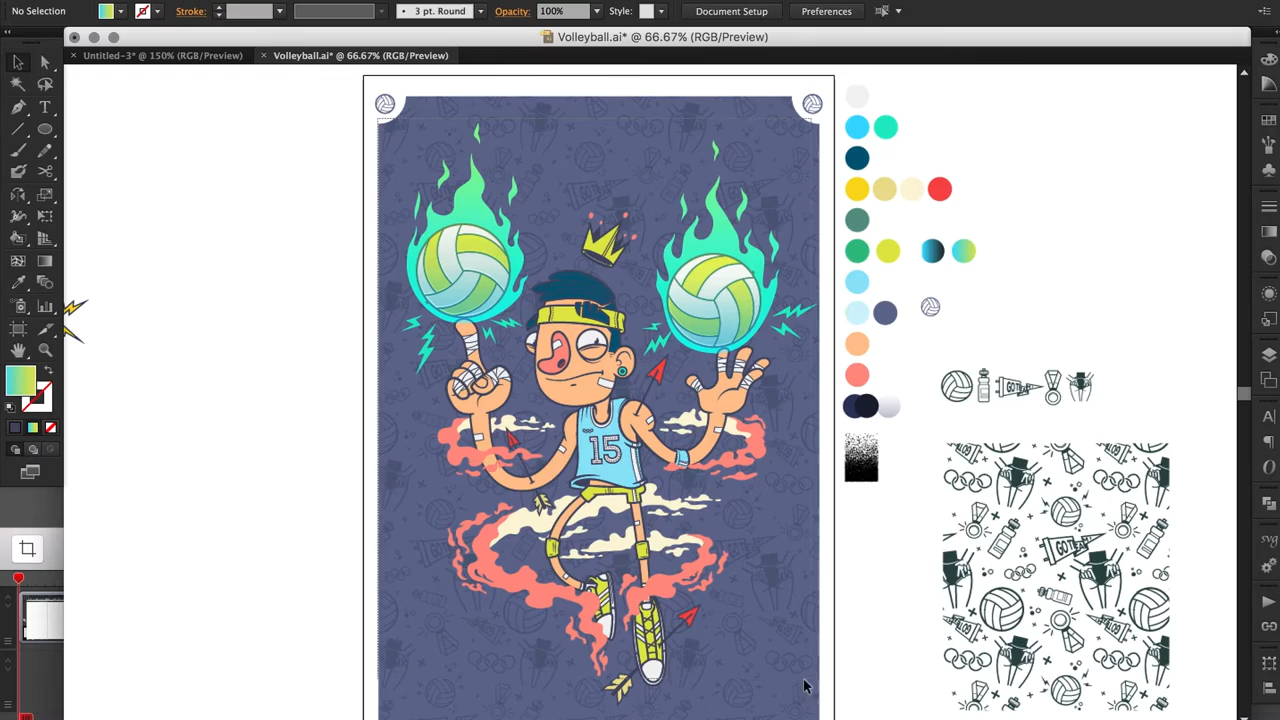 No Selection
Stroke:
3 pt. Round
Opacity: 100%
Style:
Document Setup
Preferences
Volleyball.ai* @ 66.67% (RGB/Preview)
× Untitled-3* @ 150% (RGB/Preview)
× Volleyball.ai* @ 66.67% (RGB/Preview)
15
SVG